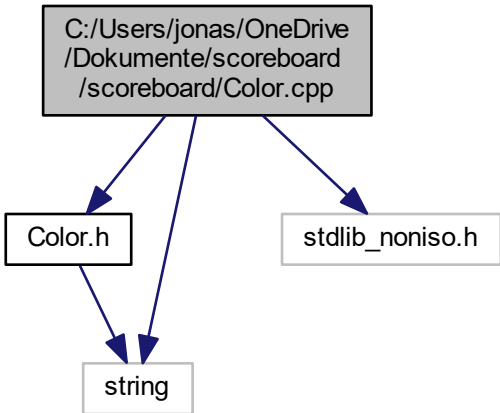 C:/Users/jonas/OneDrive
/Dokumente/scoreboard
/scoreboard/Color.cpp
Color.h
stdlib_noniso.h
string